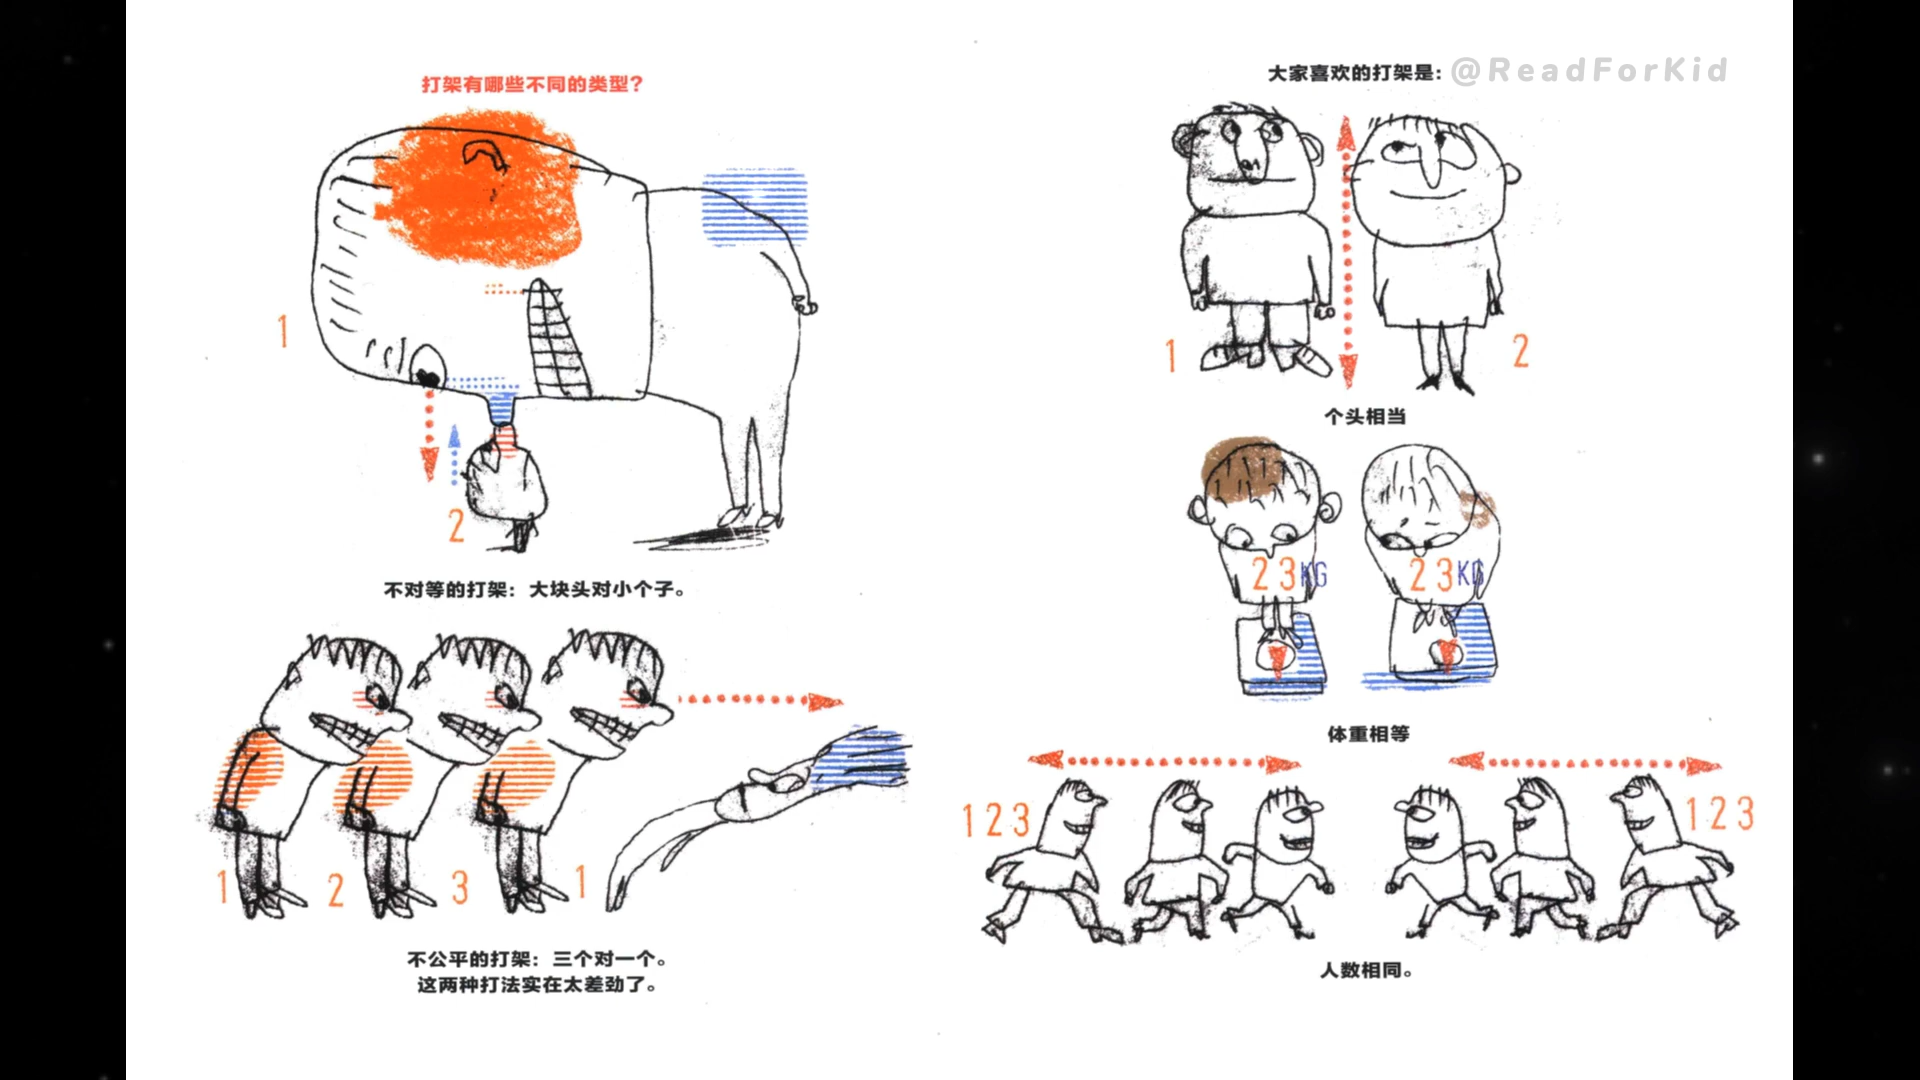 打架有哪些不同的类型？
1
2
不对等的打架：大块头对小个子。
1 2 3 1
不公平的打架：三个对一个。
这两种打法实在太差劲了。
大家喜欢的打架是：
@ReadForKid
1 2
个头相当
23KG 23KG
体重相等
123 123
人数相同。